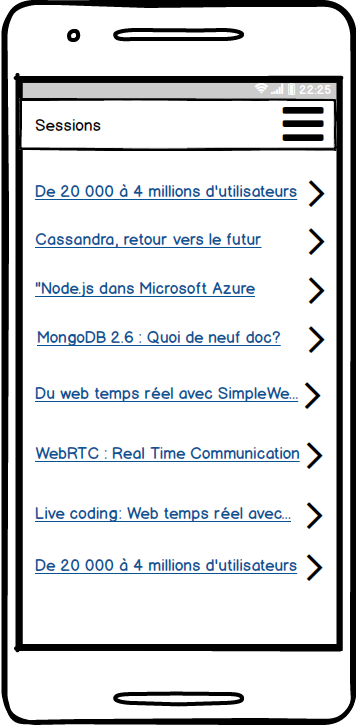 22:25
Sessions
De 20 000 à 4 millions d'utilisateurs
Cassandra, retour vers le futur
"Node.js dans Microsoft Azure
MongoDB 2.6 : Quoi de neuf doc?
Du web temps réel avec SimpleWe...
WebRTC : Real Time Communication
Live coding: Web temps réel avec...
De 20 000 à 4 millions d'utilisateurs